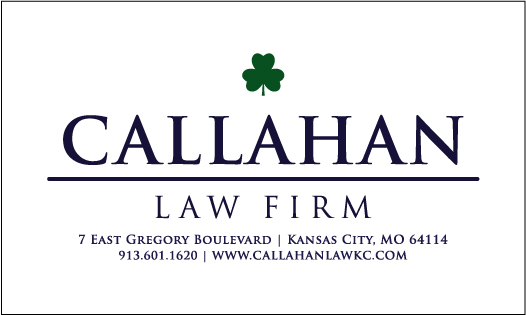 CALLAHAN
LAW FIRM
7 East Gregory Boulevard | Kansas City, MO 64114
913.601.1620 | www.callahanlawkc.com